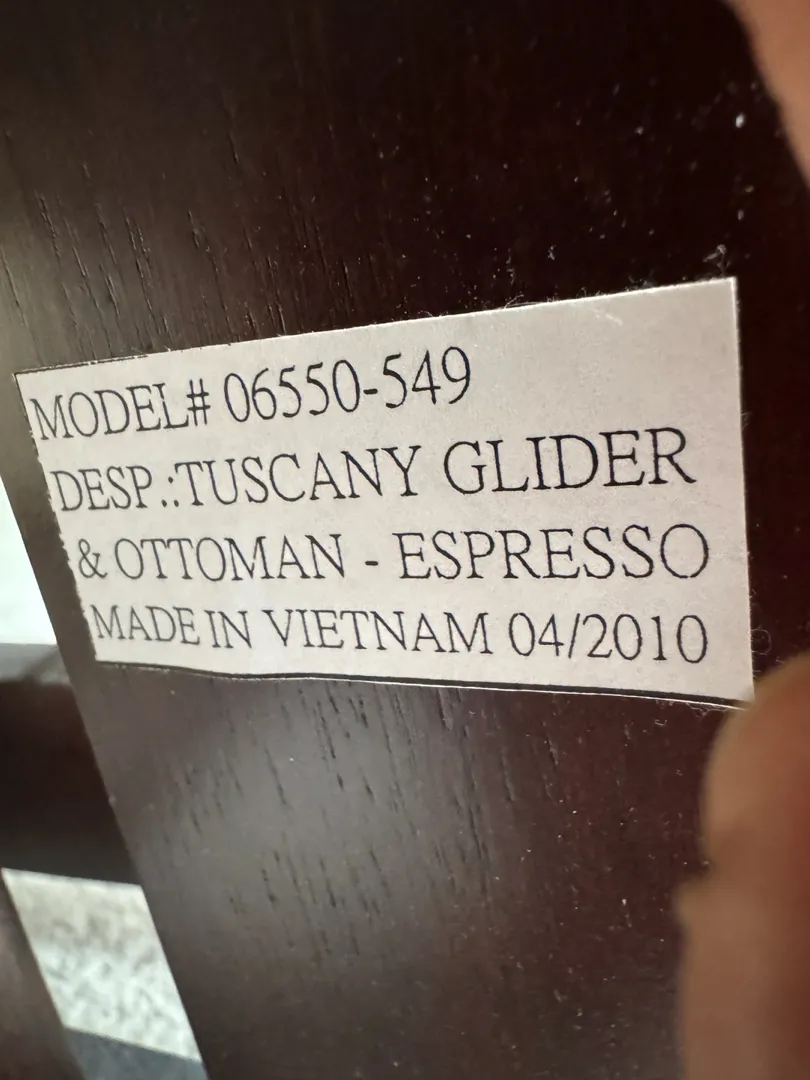 MODEL# 06550-549
DESP.:TUSCANY GLIDER
& OTTOMAN - ESPRESSO
MADE IN VIETNAM 04/2010